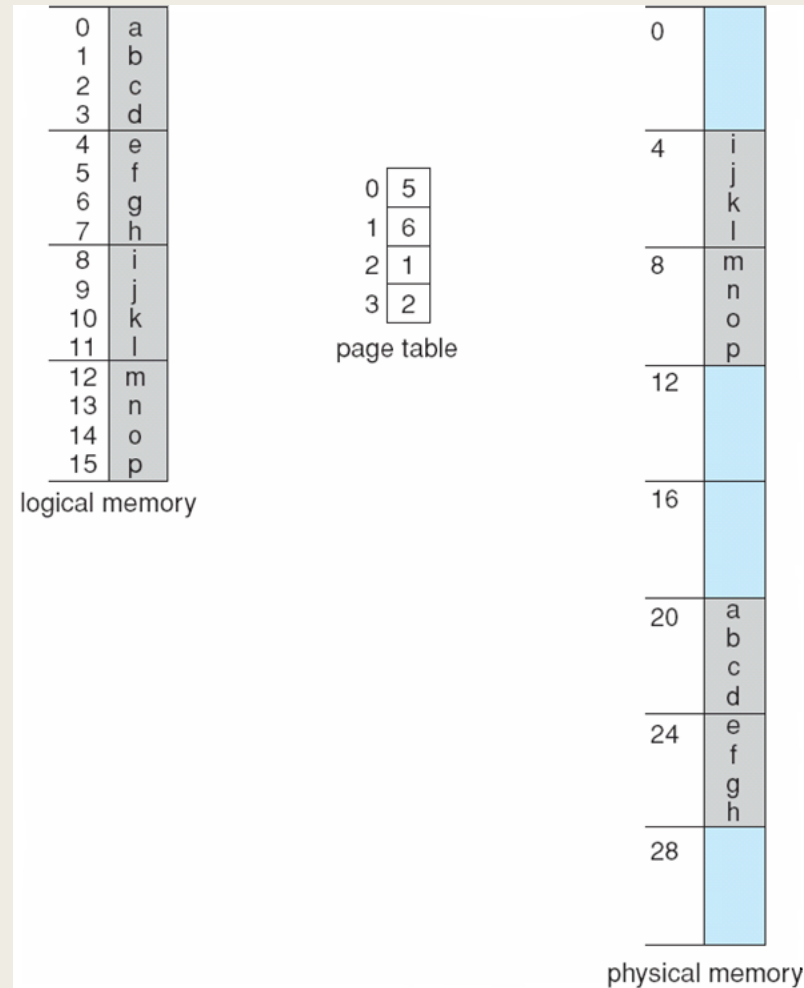 0 a
1 b
2 c
3 d
4 e
5 f
6 g
7 h
8 i
9 j
10 k
11 l
12 m
13 n
14 o
15 p
logical memory
0 5
1 6
2 1
3 2
page table
0
4 i
j
k
l
8 m
n
o
p
12
16
20 a
b
c
d
24 e
f
g
h
28
physical memory